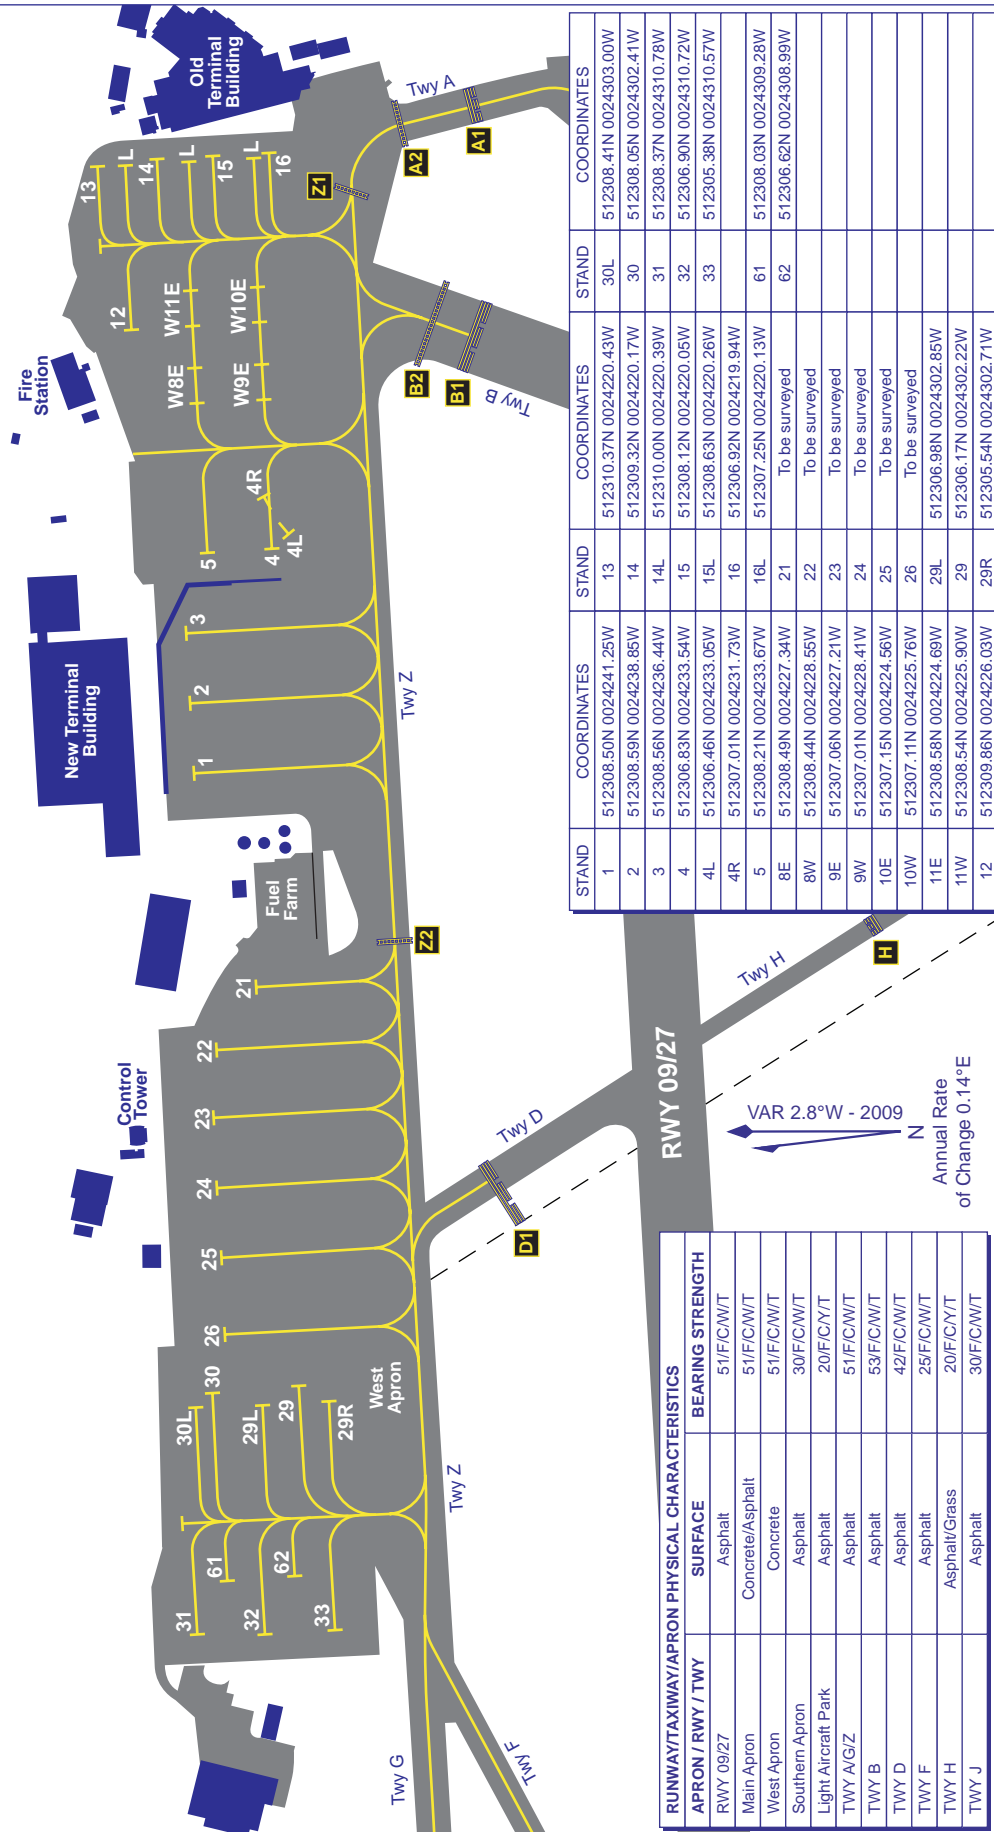 Old
Terminal
Building
Fire
Station
New Terminal
Building
Control
Tower
Fuel
Farm
West
Apron
13
L
14
L
15
L
16
12
W11E
W10E
W8E
W9E
5
4
4R
4L
3
2
1
21
22
23
24
25
26
30
30L
29L
29
29R
31
61
32
62
33
Twy A
A1
A2
Z1
B2
B1
Twy B
Twy Z
Z2
Twy H
H
Twy D
D1
Twy Z
Twy G
Twy F
RWY 09/27
VAR 2.8°W - 2009
N
Annual Rate
of Change 0.14°E
RUNWAY/TAXIWAY/APRON PHYSICAL CHARACTERISTICS
APRON / RWY / TWY SURFACE BEARING STRENGTH
RWY 09/27 Asphalt 51/F/C/W/T
Main Apron Concrete/Asphalt 51/F/C/W/T
West Apron Concrete 51/F/C/W/T
Southern Apron Asphalt 30/F/C/W/T
Light Aircraft Park Asphalt 20/F/C/Y/T
TWY A/G/Z Asphalt 51/F/C/W/T
TWY B Asphalt 53/F/C/W/T
TWY D Asphalt 42/F/C/W/T
TWY F Asphalt 25/F/C/W/T
TWY H Asphalt/Grass 20/F/C/Y/T
TWY J Asphalt 30/F/C/W/T
STAND COORDINATES STAND COORDINATES STAND COORDINATES
1 512308.50N 0024241.25W 13 512310.37N 0024220.43W 30L 512308.41N 0024303.00W
2 512308.59N 0024238.85W 14 512309.32N 0024220.17W 30 512308.05N 0024302.41W
3 512308.56N 0024236.44W 14L 512310.00N 0024220.39W 31 512308.37N 0024310.78W
4 512306.83N 0024233.54W 15 512308.12N 0024220.05W 32 512306.90N 0024310.72W
4L 512306.46N 0024233.05W 15L 512308.63N 0024220.26W 33 512305.38N 0024310.57W
4R 512307.01N 0024231.73W 16 512306.92N 0024219.94W
5 512308.21N 0024233.67W 16L 512307.25N 0024220.13W 61 512308.03N 0024309.28W
8E 512308.49N 0024227.34W 21 To be surveyed 62 512306.62N 0024308.99W
8W 512308.44N 0024228.55W 22 To be surveyed
9E 512307.06N 0024227.21W 23 To be surveyed
9W 512307.01N 0024228.41W 24 To be surveyed
10E 512307.15N 0024224.56W 25 To be surveyed
10W 512307.11N 0024225.76W 26 To be surveyed
11E 512308.58N 0024224.69W 29L 512306.98N 0024302.85W
11W 512308.54N 0024225.90W 29 512306.17N 0024302.22W
12 512309.86N 0024226.03W 29R 512305.54N 0024302.71W